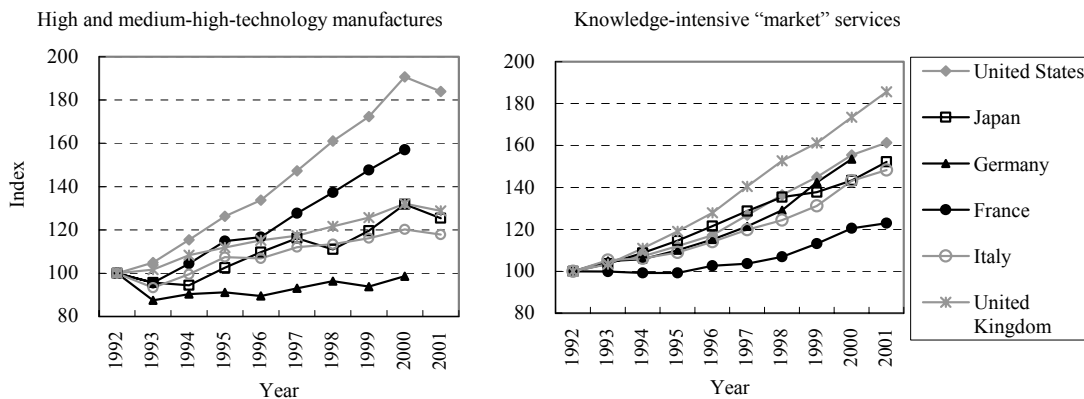 High and medium-high-technology manufactures
Knowledge-intensive “market” services
200
180
160
140
120
100
80
Index
1992
1993
1994
1995
1996
1997
1998
1999
2000
2001
Year
200
180
160
140
120
100
80
1992
1993
1994
1995
1996
1997
1998
1999
2000
2001
Year
United States
Japan
Germany
France
Italy
United
Kingdom